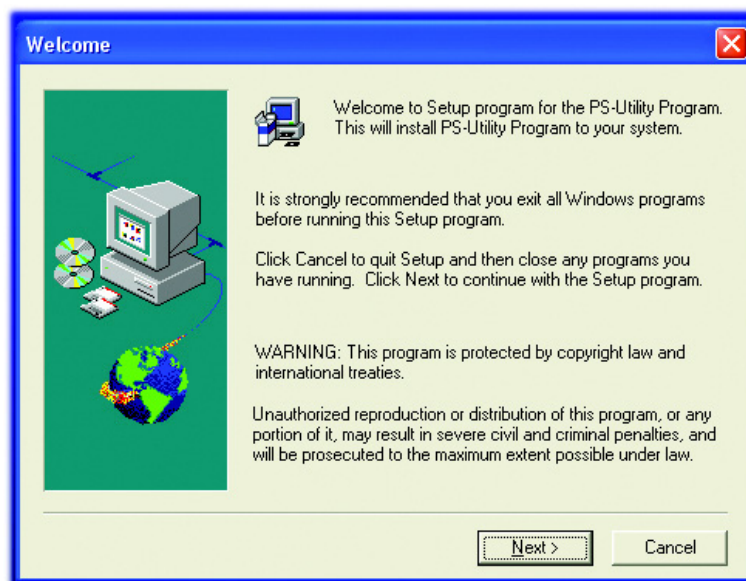 Welcome
Welcome to Setup program for the PS-Utility Program.
This will install PS-Utility Program to your system.
It is strongly recommended that you exit all Windows programs
before running this Setup program.
Click Cancel to quit Setup and then close any programs you
have running. Click Next to continue with the Setup program.
WARNING: This program is protected by copyright law and
international treaties.
Unauthorized reproduction or distribution of this program, or any
portion of it, may result in severe civil and criminal penalties, and
will be prosecuted to the maximum extent possible under law.
Next >
Cancel